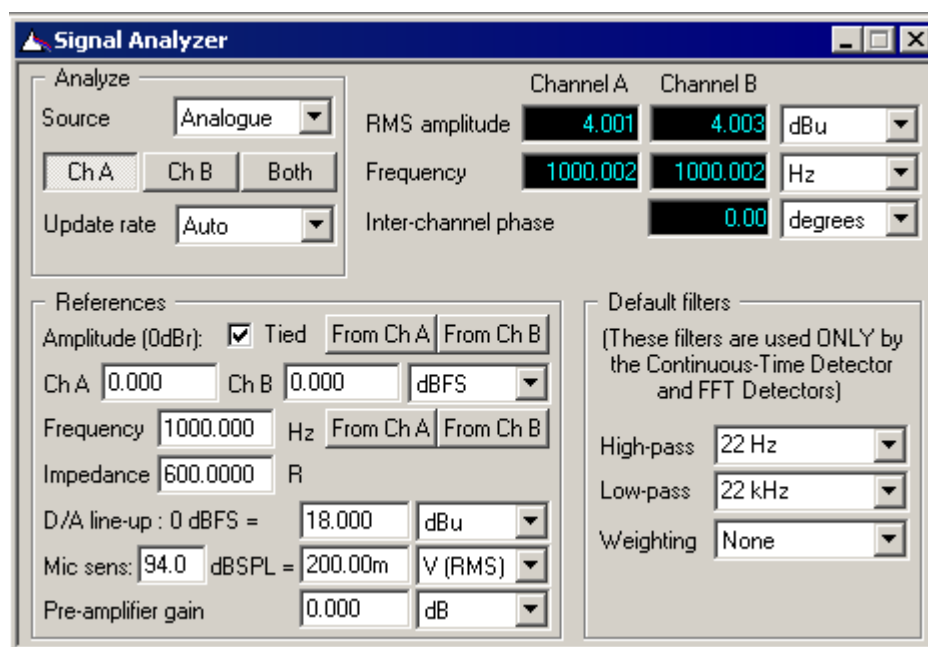 Signal Analyzer
Analyze
Source Analogue
Ch A Ch B Both
Update rate Auto
Channel A Channel B
RMS amplitude 4.001 4.003 dBu
Frequency 1000.002 1000.002 Hz
Inter-channel phase 0.00 degrees
References
Amplitude (0dBr): Tied From Ch A From Ch B
Ch A 0.000 Ch B 0.000 dBFS
Frequency 1000.000 Hz From Ch A From Ch B
Impedance 600.0000 R
D/A line-up : 0 dBFS = 18.000 dBu
Mic sens: 94.0 dBSPL = 200.00m V (RMS)
Pre-amplifier gain 0.000 dB
Default filters
(These filters are used ONLY by
the Continuous-Time Detector
and FFT Detectors)
High-pass 22 Hz
Low-pass 22 kHz
Weighting None